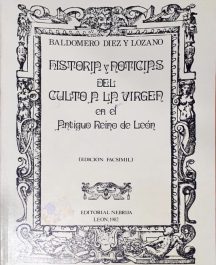 BALDOMERO DIEZ Y LOZANO
HISTORIA Y NOTICIAS
DEL
CULTO A LA VIRGEN
en el
Antiguo Reino de León
(EDICION FACSIMIL)
EDITORIAL NEBRIJA
LEON, 1982